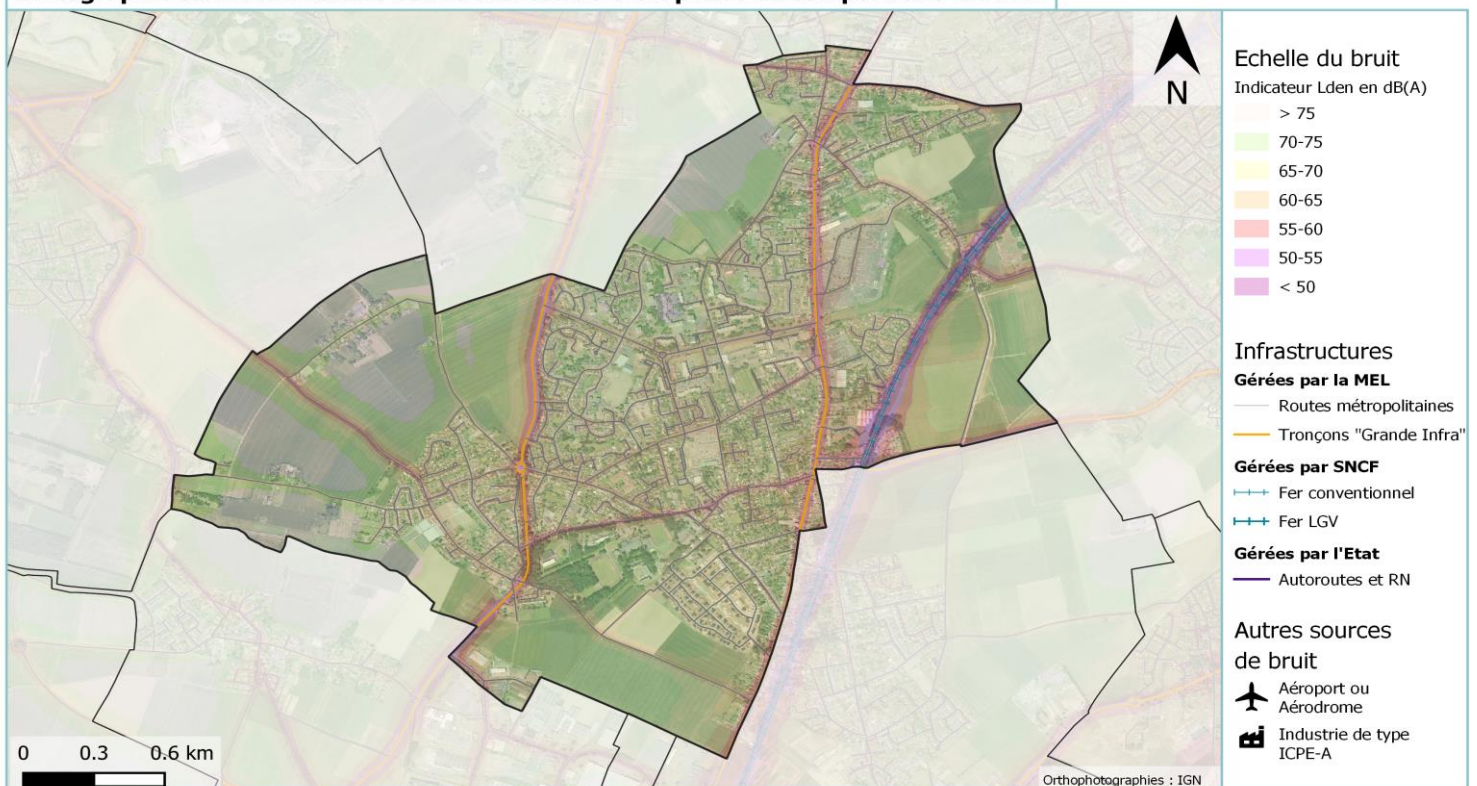 N
Echelle du bruit
Indicateur Lden en dB(A)
> 75
70-75
65-70
60-65
55-60
50-55
< 50
Infrastructures
Gérées par la MEL
Routes métropolitaines
Tronçons "Grande Infra"
Gérées par SNCF
Fer conventionnel
Fer LGV
Gérées par l'Etat
Autoroutes et RN
Autres sources
de bruit
Aéroport ou
Aérodrome
Industrie de type
ICPE-A
0 0.3 0.6 km
Orthophotographies : IGN